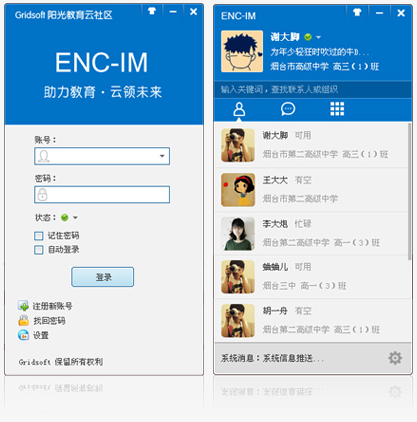 Gridsoft 阳光教育云社区
ENC-IM
助力教育·云领未来
账号：
密码：
状态：
记住密码
自动登录
登录
注册新账号
找回密码
设置
Gridsoft 保留所有权利
ENC-IM
谢大脚
为年少轻狂时吹过的牛B...
烟台市高级中学 高三（1）班
输入关键词，查找联系人或组织
谢大脚 可用
烟台市第二高级中学 高三（1）班
王大大 有空
烟台市第二高级中学
李大炮 忙碌
烟台市第二高级中学 高一（3）班
蛐蛐儿 可用
烟台三中 高一（3）班
胡一舟 有空
烟台市第二高级中学 高三（1）班
系统消息：系统信息推送...